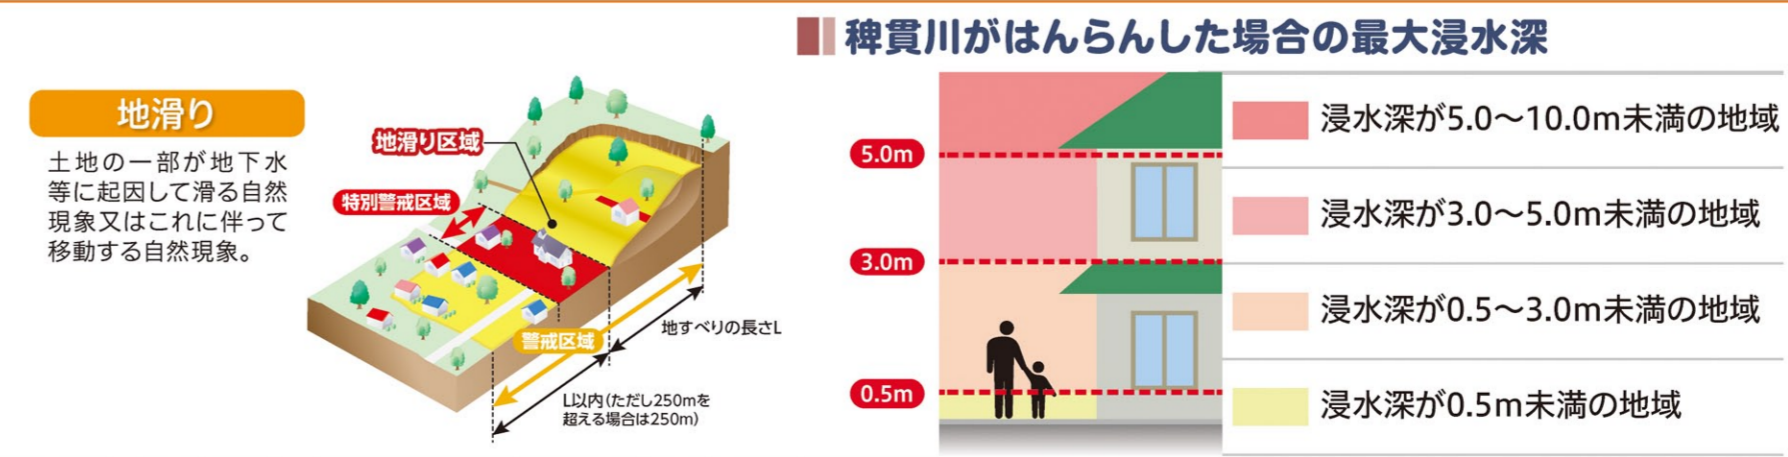 地滑り
土地の一部が地下水
等に起因して滑る自然
現象又はこれに伴って
移動する自然現象。
地滑り区域
特別警戒区域
警戒区域
地すべりの長さL
L以内(ただし250mを
超える場合は250m)
稗貫川がはんらんした場合の最大浸水深
5.0m
3.0m
0.5m
浸水深が5.0〜10.0m未満の地域
浸水深が3.0〜5.0m未満の地域
浸水深が0.5〜3.0m未満の地域
浸水深が0.5m未満の地域